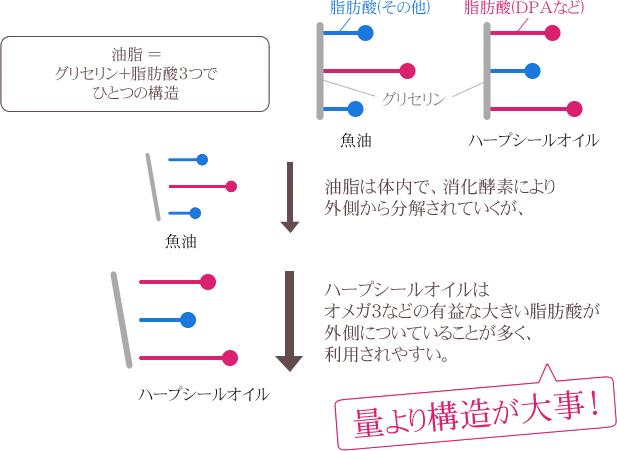 脂肪酸(その他)
脂肪酸(DPAなど)
油脂 ＝
グリセリン+脂肪酸3つで
ひとつの構造
グリセリン
魚油
ハープシールオイル
油脂は体内で、消化酵素により
外側から分解されていくが、
魚油
ハープシールオイルは
オメガ3などの有益な大きい脂肪酸が
外側についていることが多く、
利用されやすい。
ハープシールオイル
量より構造が大事！